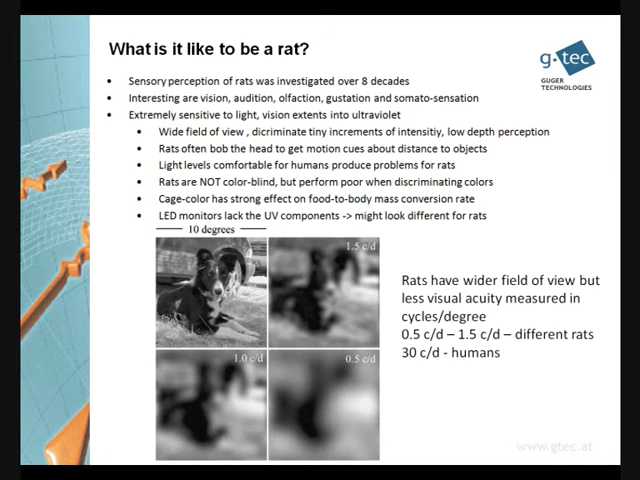 What is it like to be a rat?
g.tec
GUGER
TECHNOLOGIES
• Sensory perception of rats was investigated over 8 decades
• Interesting are vision, audition, olfaction, gustation and somato-sensation
• Extremely sensitive to light, vision extents into ultraviolet
• Wide field of view , dicriminate tiny increments of intensitiy, low depth perception
• Rats often bob the head to get motion cues about distance to objects
• Light levels comfortable for humans produce problems for rats
• Rats are NOT color-blind, but perform poor when discriminating colors
• Cage-color has strong effect on food-to-body mass conversion rate
• LED monitors lack the UV components -> might look different for rats
10 degrees
1.5 c/d
1.0 c/d
0.5 c/d
Rats have wider field of view but
less visual acuity measured in
cycles/degree
0.5 c/d – 1.5 c/d – different rats
30 c/d - humans
www.gtec.at